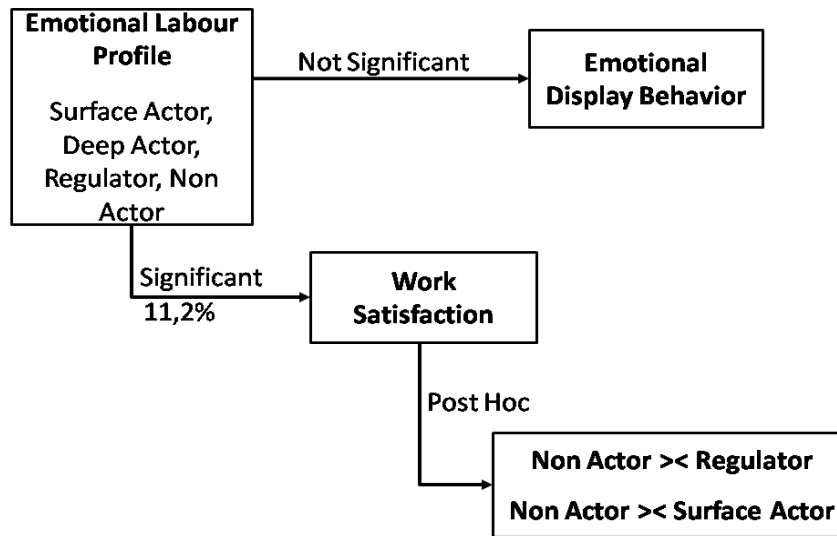 Emotional Labour
Profile
Surface Actor,
Deep Actor,
Regulator, Non
Actor
Not Significant
Emotional
Display Behavior
Significant
11,2%
Work
Satisfaction
Post Hoc
Non Actor >< Regulator
Non Actor >< Surface Actor